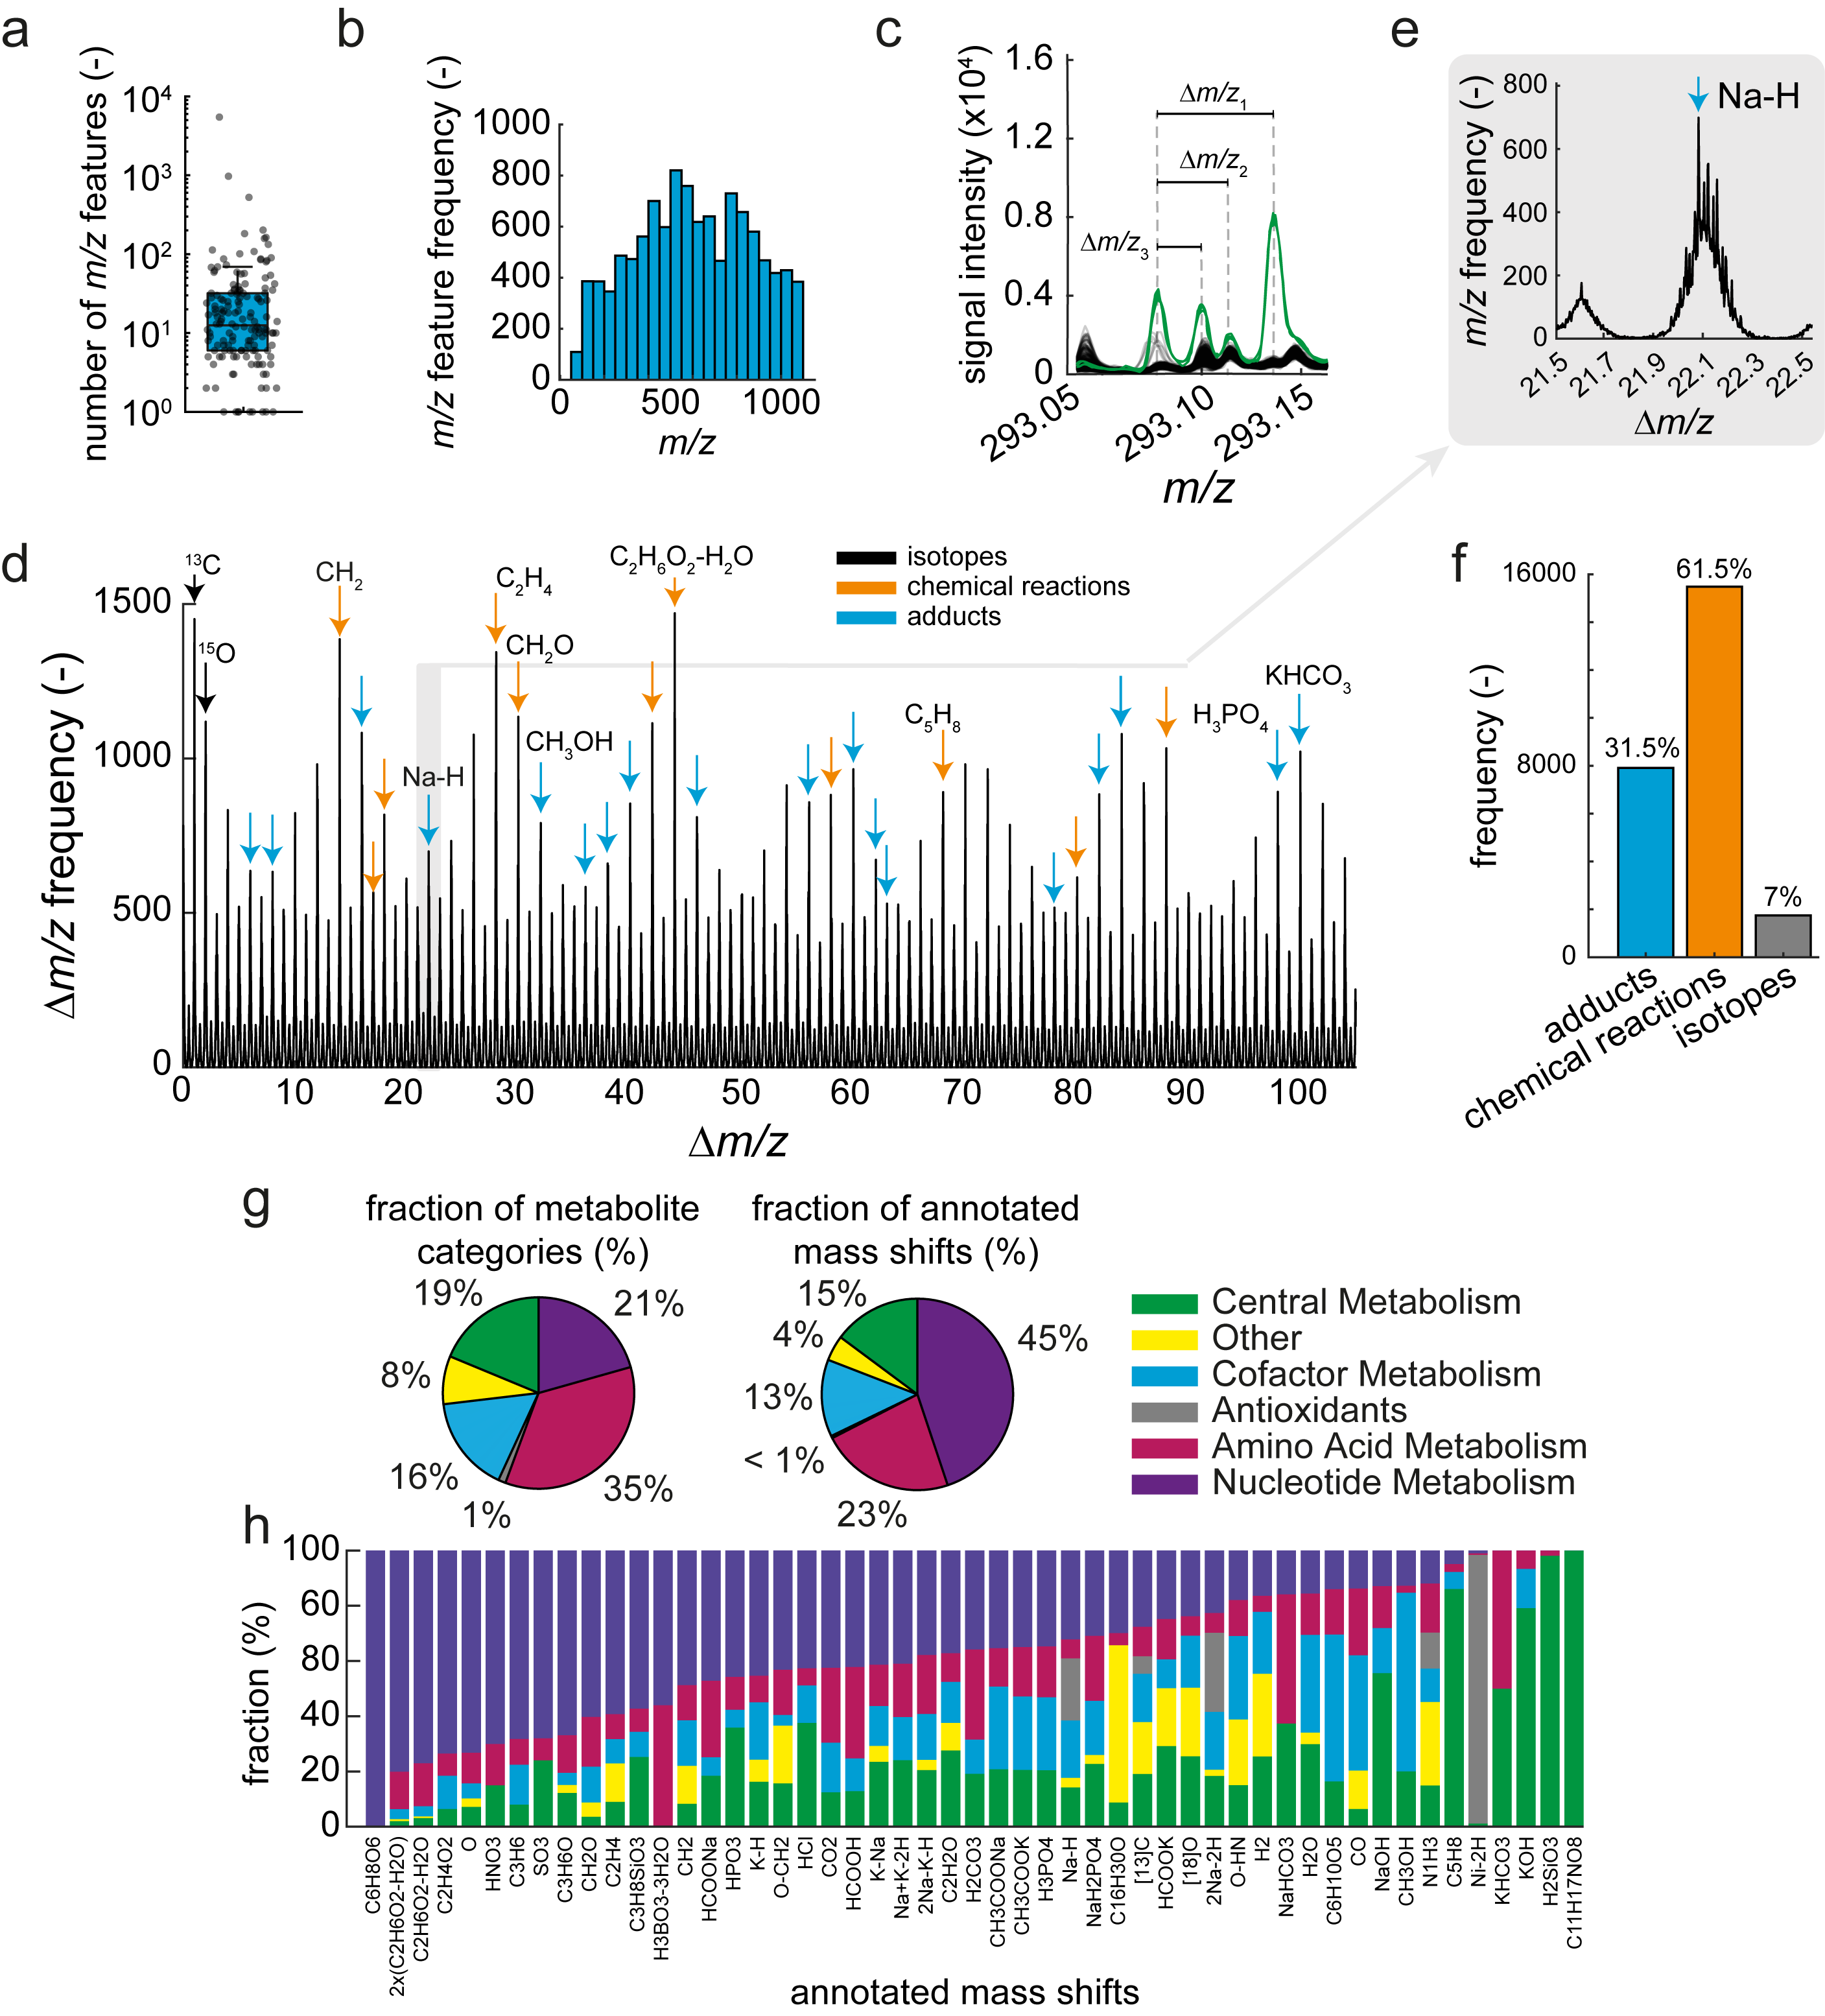 a
number of m/z features (-)
10⁴
10³
10²
10¹
10⁰
b
m/z feature frequency (-)
1000
800
600
400
200
0
0
500
1000
m/z
c
signal intensity (x10⁴)
1.6
1.2
0.8
0.4
0
Δm/z₁
Δm/z₂
Δm/z₃
293.05
293.10
293.15
m/z
e
m/z frequency (-)
800
600
400
200
0
Na-H
21.5
21.7
21.9
22.1
22.3
22.5
Δm/z
d
Δm/z frequency (-)
1500
1000
500
0
¹³C
¹⁵O
CH₂
Na-H
C₂H₄
CH₂O
CH₃OH
C₂H₆O₂-H₂O
isotopes
chemical reactions
adducts
C₅H₈
H₃PO₄
KHCO₃
0
10
20
30
40
50
60
70
80
90
100
Δm/z
f
frequency (-)
16000
8000
0
31.5%
61.5%
7%
adducts
chemical reactions
isotopes
g
fraction of metabolite
categories (%)
19%
21%
8%
16%
1%
35%
fraction of annotated
mass shifts (%)
15%
4%
45%
13%
< 1%
23%
Central Metabolism
Other
Cofactor Metabolism
Antioxidants
Amino Acid Metabolism
Nucleotide Metabolism
h
fraction (%)
100
60
80
40
20
0
C6H8O6
2x(C2H6O2-H2O)
C2H6O2-H2O
C2H4O2
O
HNO3
C3H6
SO3
C3H6O
CH2O
C2H4
C3H8SiO3
H3BO3-3H2O
CH2
HCOONa
HPO3
K-H
O-CH2
HCl
CO2
HCOOH
K-Na
Na+K-2H
2Na-K-H
C2H2O
H2CO3
CH3COONa
CH3COOK
H3PO4
Na-H
NaH2PO4
C16H30O
[13]C
HCOOK
[18]O
2Na-2H
O-HN
H2
NaHCO3
H2O
C6H10O5
CO
NaOH
CH3OH
N1H3
C5H8
Ni-2H
KHCO3
KOH
H2SiO3
C11H17NO8
annotated mass shifts